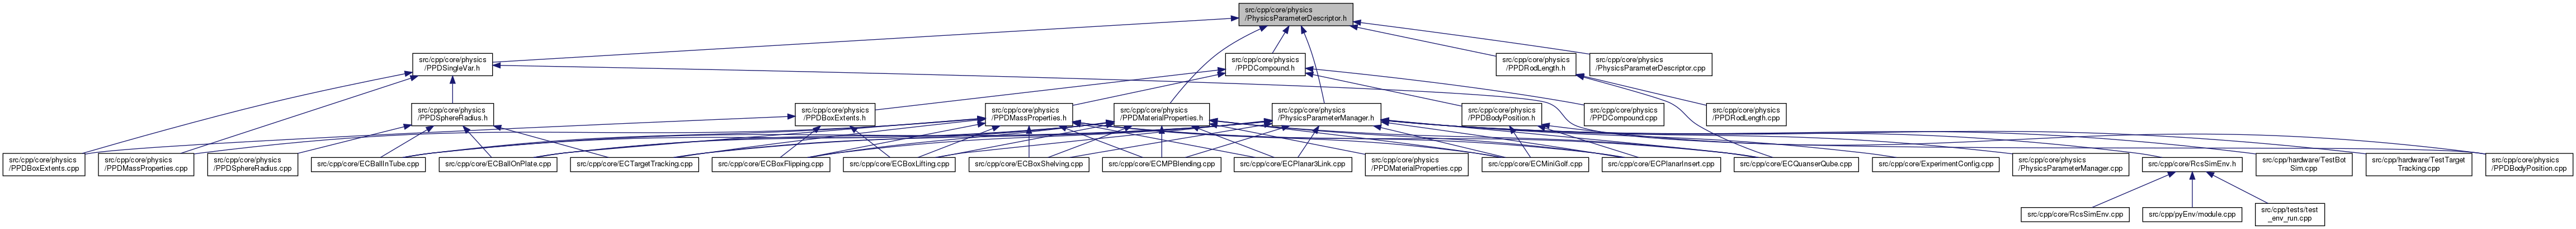 src/cpp/core/physics
/PhysicsParameterDescriptor.h
src/cpp/core/physics
/PPDSingleVar.h
src/cpp/core/physics
/PPDCompound.h
src/cpp/core/physics
/PPDRodLength.h
src/cpp/core/physics
/PhysicsParameterDescriptor.cpp
src/cpp/core/physics
/PPDSphereRadius.h
src/cpp/core/physics
/PPDBoxExtents.h
src/cpp/core/physics
/PPDMassProperties.h
src/cpp/core/physics
/PPDMaterialProperties.h
src/cpp/core/physics
/PhysicsParameterManager.h
src/cpp/core/physics
/PPDBodyPosition.h
src/cpp/core/physics
/PPDCompound.cpp
src/cpp/core/physics
/PPDRodLength.cpp
src/cpp/core/physics
/PPDBoxExtents.cpp
src/cpp/core/physics
/PPDMassProperties.cpp
src/cpp/core/physics
/PPDSphereRadius.cpp
src/cpp/core/ECBallInTube.cpp
src/cpp/core/ECBallOnPlate.cpp
src/cpp/core/ECTargetTracking.cpp
src/cpp/core/ECBoxFlipping.cpp
src/cpp/core/ECBoxLifting.cpp
src/cpp/core/ECBoxShelving.cpp
src/cpp/core/ECMPBlending.cpp
src/cpp/core/ECPlanar3Link.cpp
src/cpp/core/physics
/PPDMaterialProperties.cpp
src/cpp/core/ECMiniGolf.cpp
src/cpp/core/ECPlanarInsert.cpp
src/cpp/core/ECQuanserQube.cpp
src/cpp/core/ExperimentConfig.cpp
src/cpp/core/physics
/PhysicsParameterManager.cpp
src/cpp/core/RcsSimEnv.h
src/cpp/hardware/TestBot
Sim.cpp
src/cpp/hardware/TestTarget
Tracking.cpp
src/cpp/core/physics
/PPDBodyPosition.cpp
src/cpp/core/RcsSimEnv.cpp
src/cpp/pyEnv/module.cpp
src/cpp/tests/test
_env_run.cpp